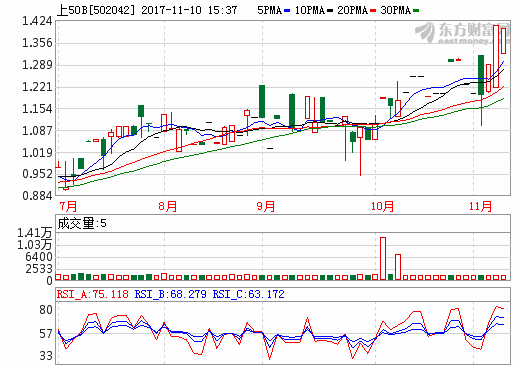 上50B[502042] 2017-11-10 15:37 5PMA 10PMA 20PMA 30PMA
东方财富网
eastmoney.com
1.424
1.356
1.289
1.221
1.154
1.087
1.019
0.952
0.884
7月 8月 9月 10月 11月
成交量:5
1.41万
1.03万
6400
2533
0
RSI_A:75.118 RSI_B:68.279 RSI_C:63.172
80
57
33